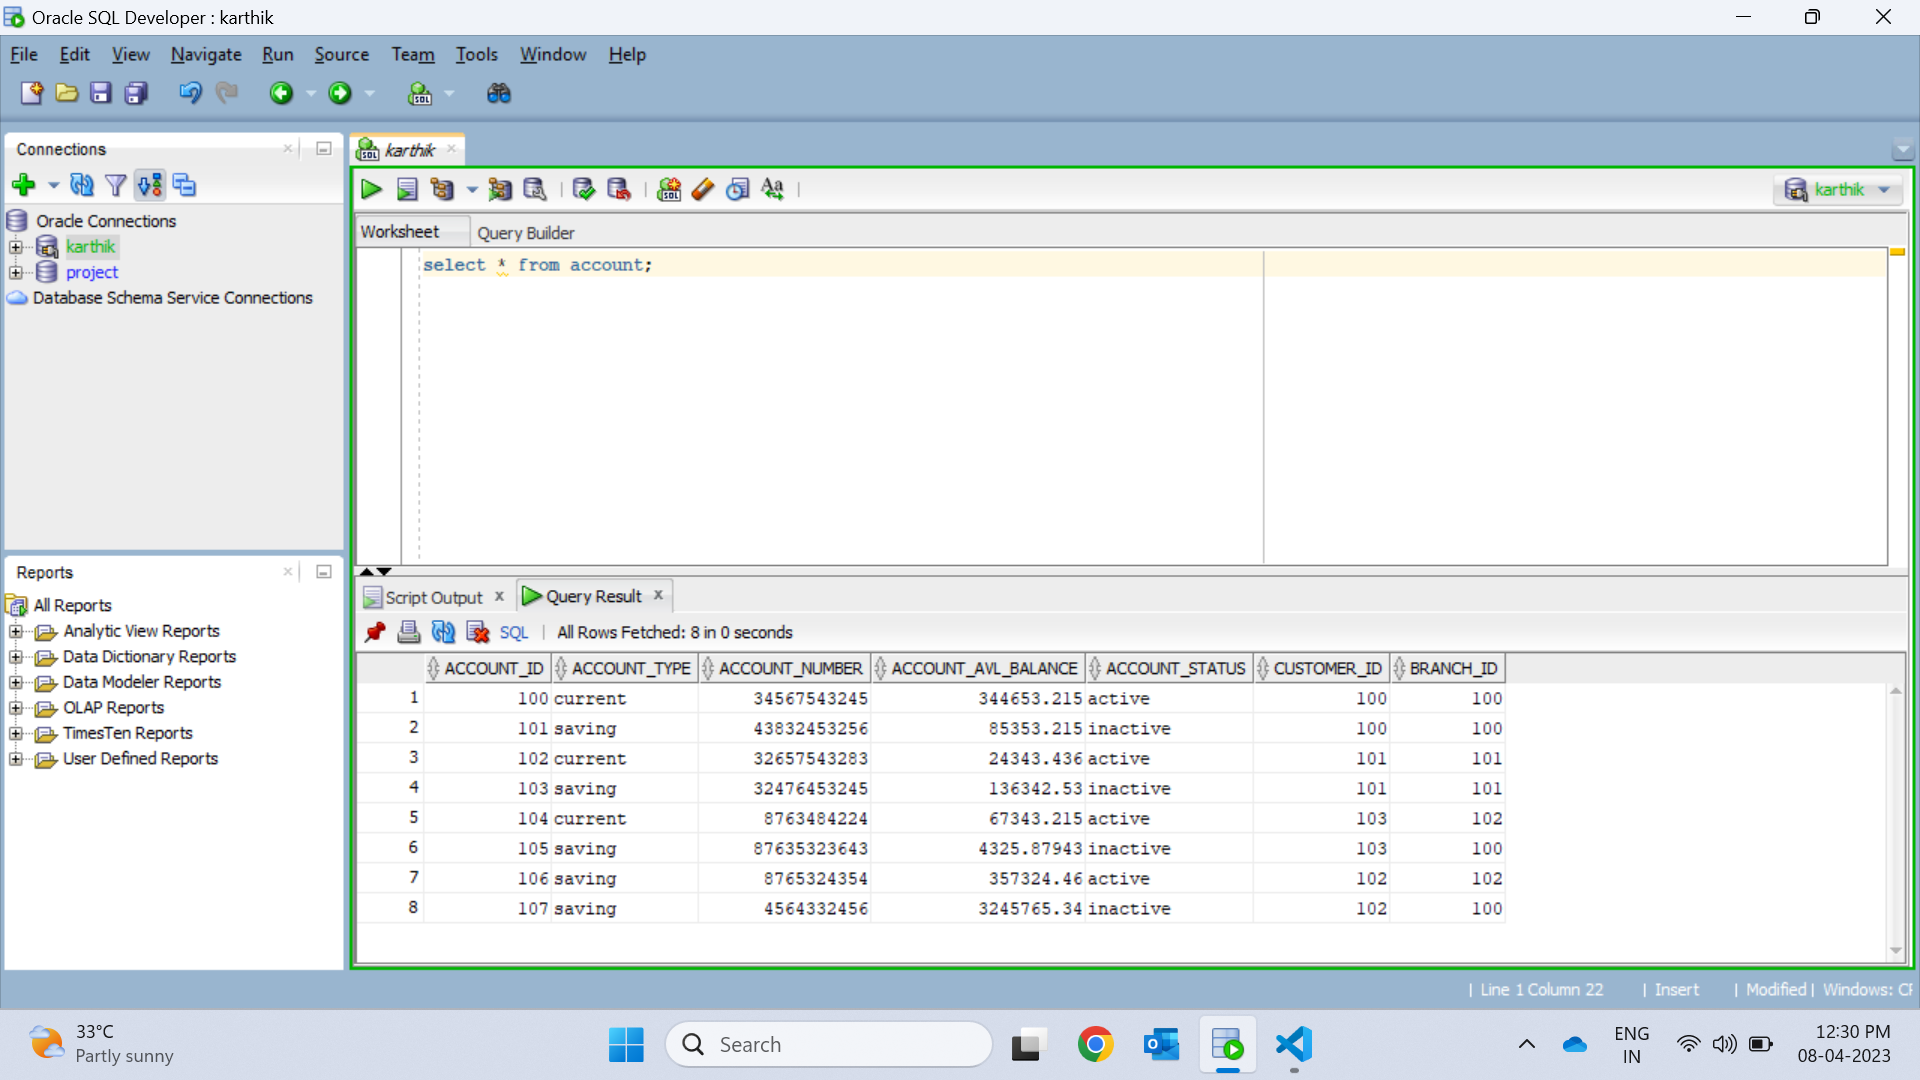 Oracle SQL Developer : karthik
File Edit View Navigate Run Source Team Tools Window Help
Connections
karthik
karthik
Oracle Connections
karthik
project
Database Schema Service Connections
Worksheet Query Builder
select * from account;
Reports
All Reports
Analytic View Reports
Data Dictionary Reports
Data Modeler Reports
OLAP Reports
TimesTen Reports
User Defined Reports
Script Output x Query Result x
SQL | All Rows Fetched: 8 in 0 seconds
ACCOUNT_ID ACCOUNT_TYPE ACCOUNT_NUMBER ACCOUNT_AVL_BALANCE ACCOUNT_STATUS CUSTOMER_ID BRANCH_ID
1 100 current 34567543245 344653.215 active 100 100
2 101 saving 43832453256 85353.215 inactive 100 100
3 102 current 32657543283 24343.436 active 101 101
4 103 saving 32476453245 136342.53 inactive 101 101
5 104 current 8763484224 67343.215 active 103 102
6 105 saving 87635323643 4325.87943 inactive 103 100
7 106 saving 8765324354 357324.46 active 102 102
8 107 saving 4564332456 3245765.34 inactive 102 100
| Line 1 Column 22 | Insert | Modified | Windows: CF
33°C
Partly sunny
Search
ENG
IN
12:30 PM
08-04-2023